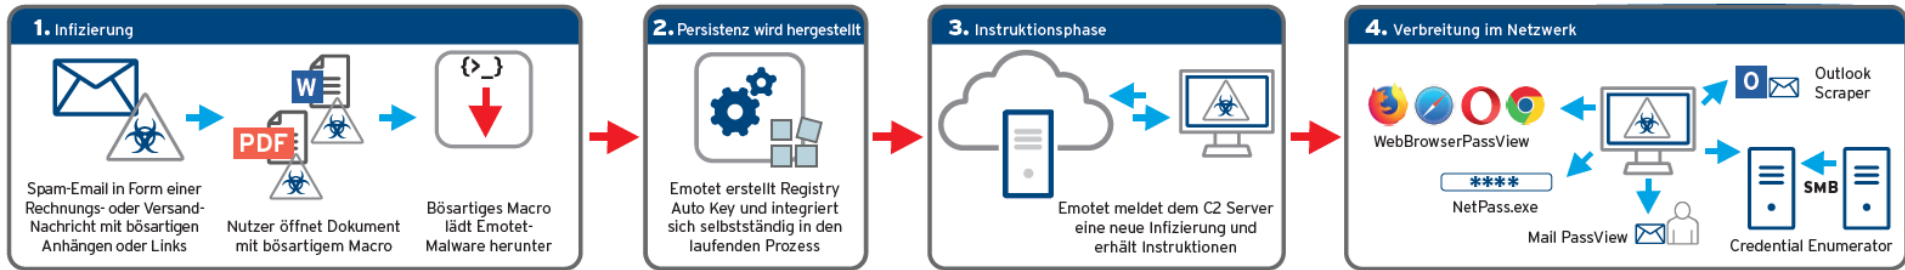 1. Infizierung
W
PDF
{>_}
Spam-Email in Form einer
Rechnungs- oder Versand-
Nachricht mit bösartigen
Anhängen oder Links
Nutzer öffnet Dokument
mit bösartigem Macro
Bösartiges Macro
lädt Emotet-
Malware herunter
2. Persistenz wird hergestellt
Emotet erstellt Registry
Auto Key und integriert
sich selbstständig in den
laufenden Prozess
3. Instruktionsphase
Emotet meldet dem C2 Server
eine neue Infizierung und
erhält Instruktionen
4. Verbreitung im Netzwerk
WebBrowserPassView
O
Outlook
Scraper
****
NetPass.exe
Mail PassView
SMB
Credential Enumerator